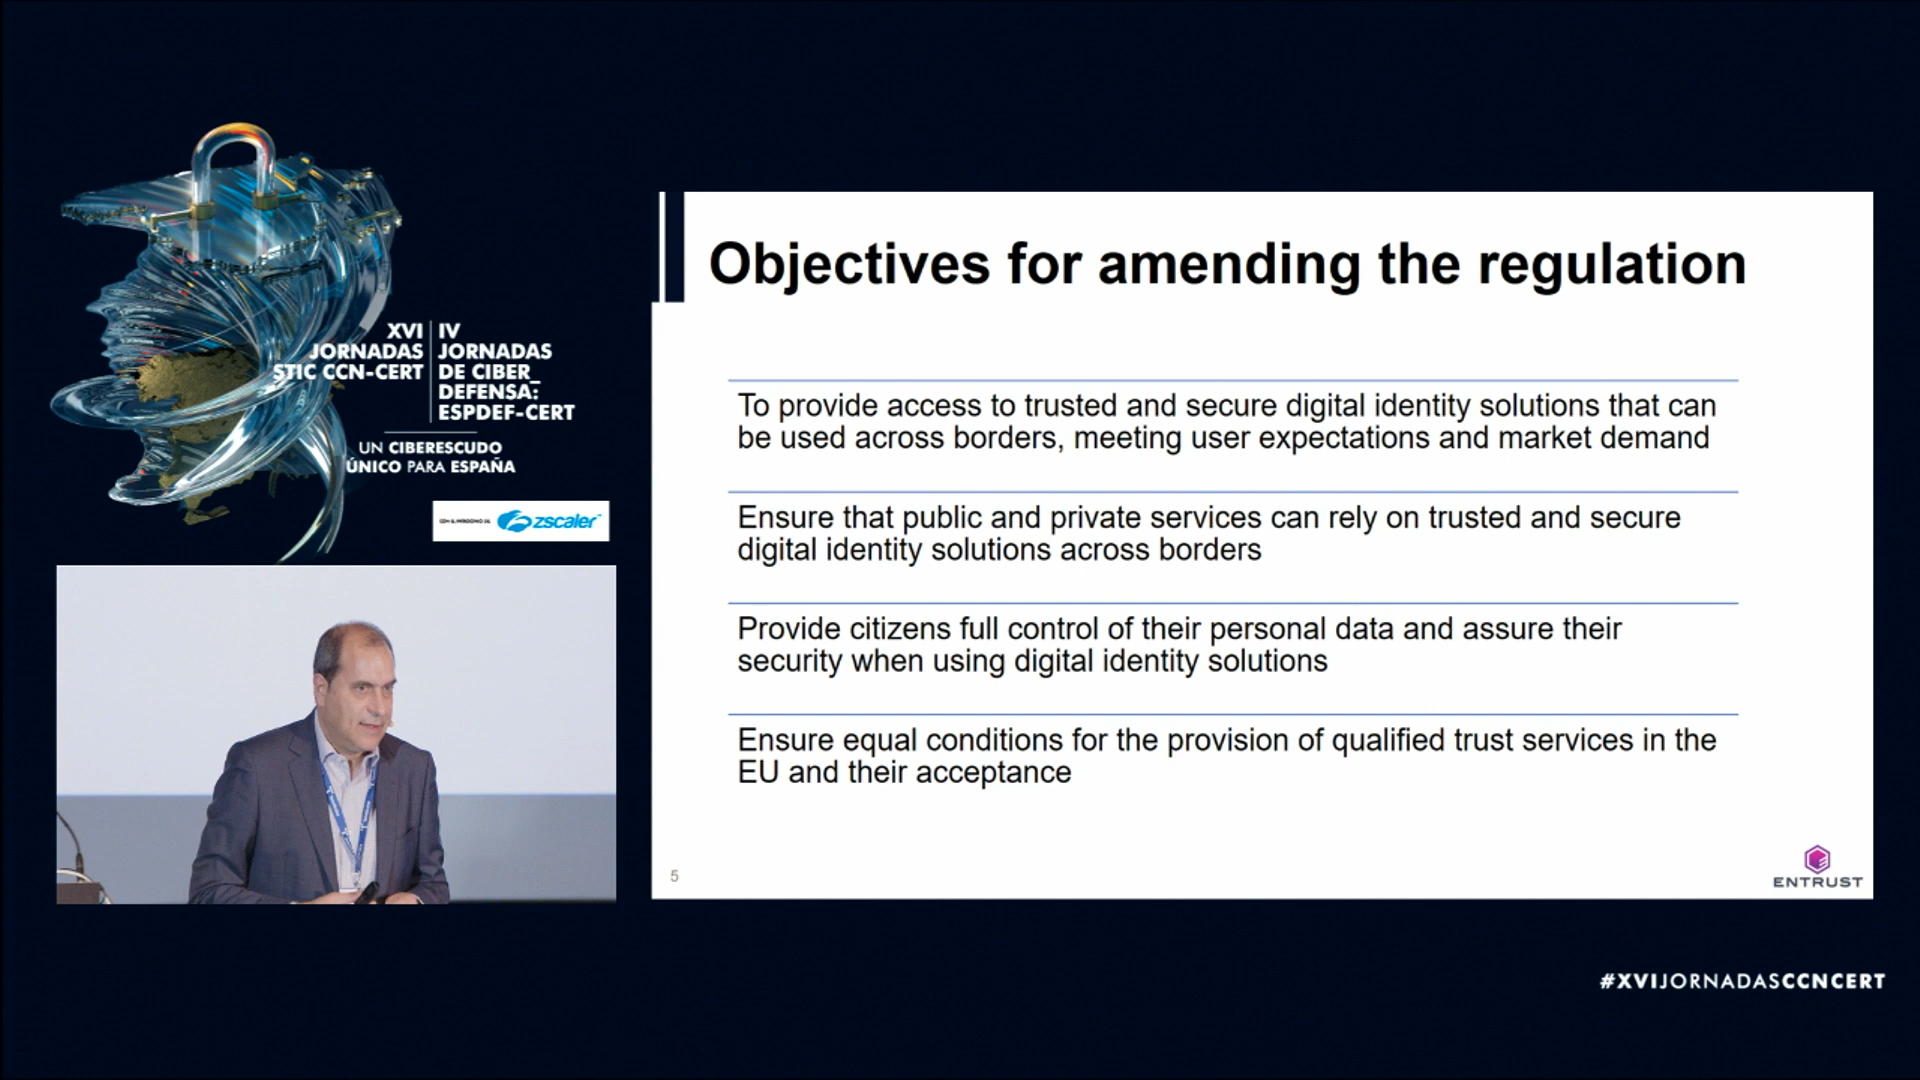 XVI
JORNADAS
STIC CCN-CERT
IV
JORNADAS
DE CIBER_
DEFENSA:
ESPDEF-CERT
UN CIBERESCUDO
ÚNICO PARA ESPAÑA
zscaler
Objectives for amending the regulation
To provide access to trusted and secure digital identity solutions that can
be used across borders, meeting user expectations and market demand
Ensure that public and private services can rely on trusted and secure
digital identity solutions across borders
Provide citizens full control of their personal data and assure their
security when using digital identity solutions
Ensure equal conditions for the provision of qualified trust services in the
EU and their acceptance
5
ENTRUST
#XVIJORNADASCCNCERT